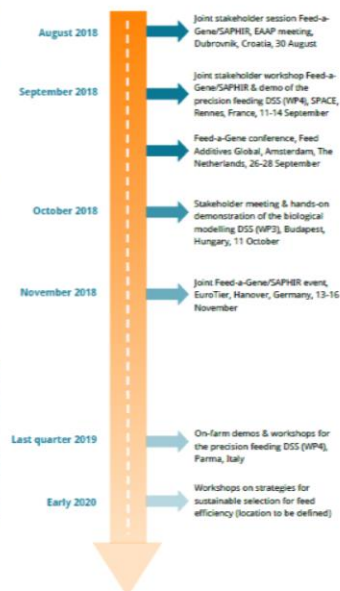 August 2018
Joint stakeholder session Feed-a-
Gene/SAPHIR, EAAP meeting,
Dubrovnik, Croatia, 30 August
September 2018
Joint stakeholder workshop Feed-a-
Gene/SAPHIR & demo of the
precision feeding DSS (WP4), SPACE,
Rennes, France, 11-14 September
Feed-a-Gene conference, Feed
Additives Global, Amsterdam, The
Netherlands, 26-28 September
October 2018
Stakeholder meeting & hands-on
demonstration of the biological
modelling DSS (WP3), Budapest,
Hungary, 11 October
November 2018
Joint Feed-a-Gene/SAPHIR event,
EuroTier, Hanover, Germany, 13-16
November
Last quarter 2019
On-farm demos & workshops for
the precision feeding DSS (WP4),
Parma, Italy
Early 2020
Workshops on strategies for
sustainable selection for feed
efficiency (location to be defined)